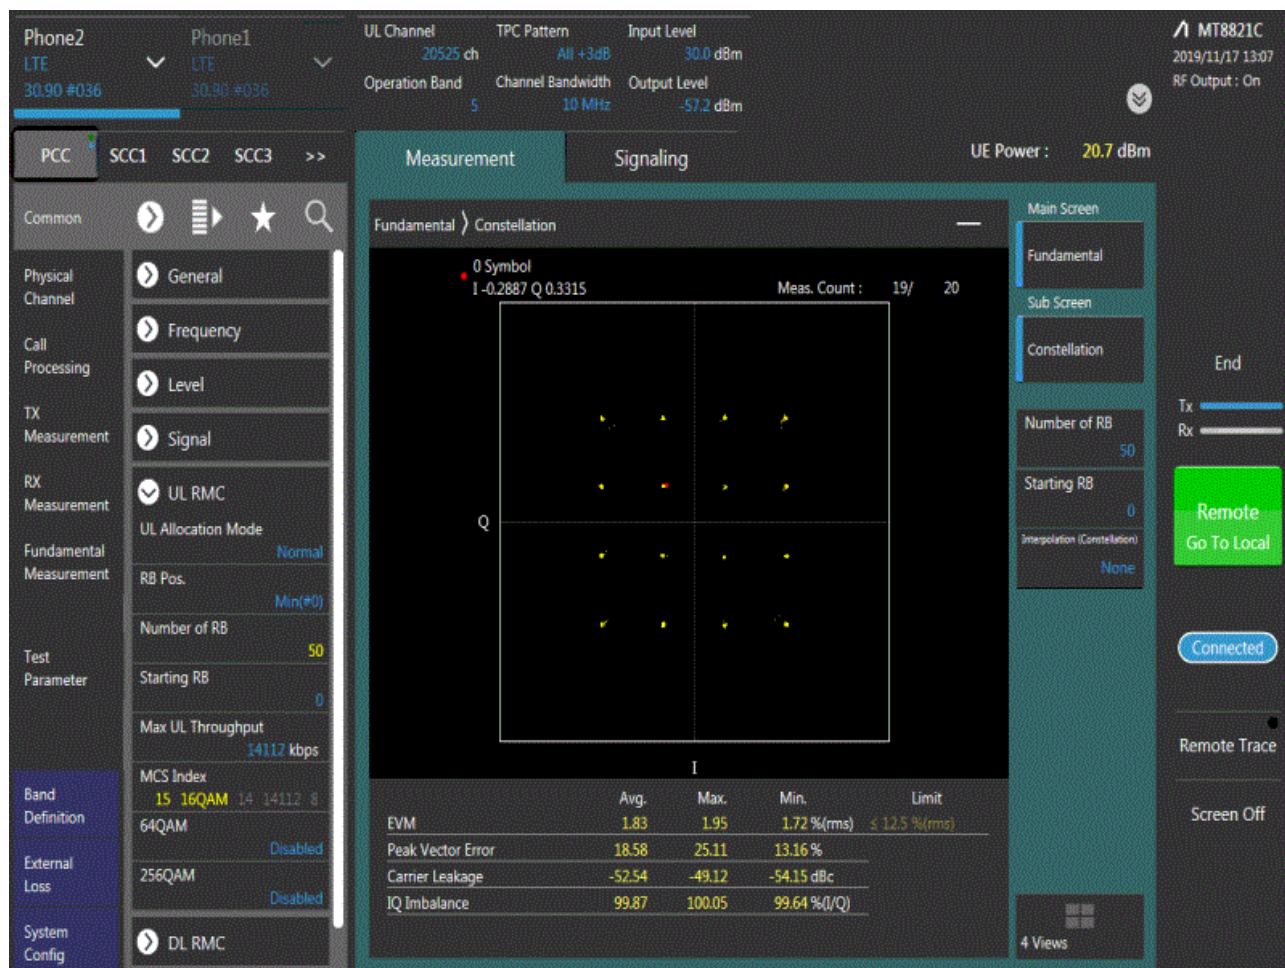 Phone2
LTE
30.90 #036
Phone1
LTE
30.90 #036
UL Channel
20525 ch
TPC Pattern
All +3dB
Input Level
30.0 dBm
Operation Band
5
Channel Bandwidth
10 MHz
Output Level
-57.2 dBm
MT8821C
2019/11/17 13:07
RF Output : On
PCC SCC1 SCC2 SCC3 >>
Measurement
Signaling
UE Power : 20.7 dBm
Common
Physical
Channel
Call
Processing
TX
Measurement
RX
Measurement
Fundamental
Measurement
Test
Parameter
Band
Definition
External
Loss
System
Config
General
Frequency
Level
Signal
UL RMC
UL Allocation Mode
Normal
RB Pos.
Min(#0)
Number of RB
50
Starting RB
0
Max UL Throughput
14112 kbps
MCS Index
15 16QAM 14 14112 8
64QAM
Disabled
256QAM
Disabled
DL RMC
Fundamental ⟩ Constellation
0 Symbol
I -0.2887 Q 0.3315
Meas. Count : 19/ 20
Q
I
Avg. Max. Min. Limit
EVM 1.83 1.95 1.72 %(rms) ≤ 12.5 %(rms)
Peak Vector Error 18.58 25.11 13.16 %
Carrier Leakage -52.54 -49.12 -54.15 dBc
IQ Imbalance 99.87 100.05 99.64 %(I/Q)
Main Screen
Fundamental
Sub Screen
Constellation
Number of RB
50
Starting RB
0
Interpolation (Constellation)
None
4 Views
End
Tx
Rx
Remote
Go To Local
Connected
Remote Trace
Screen Off